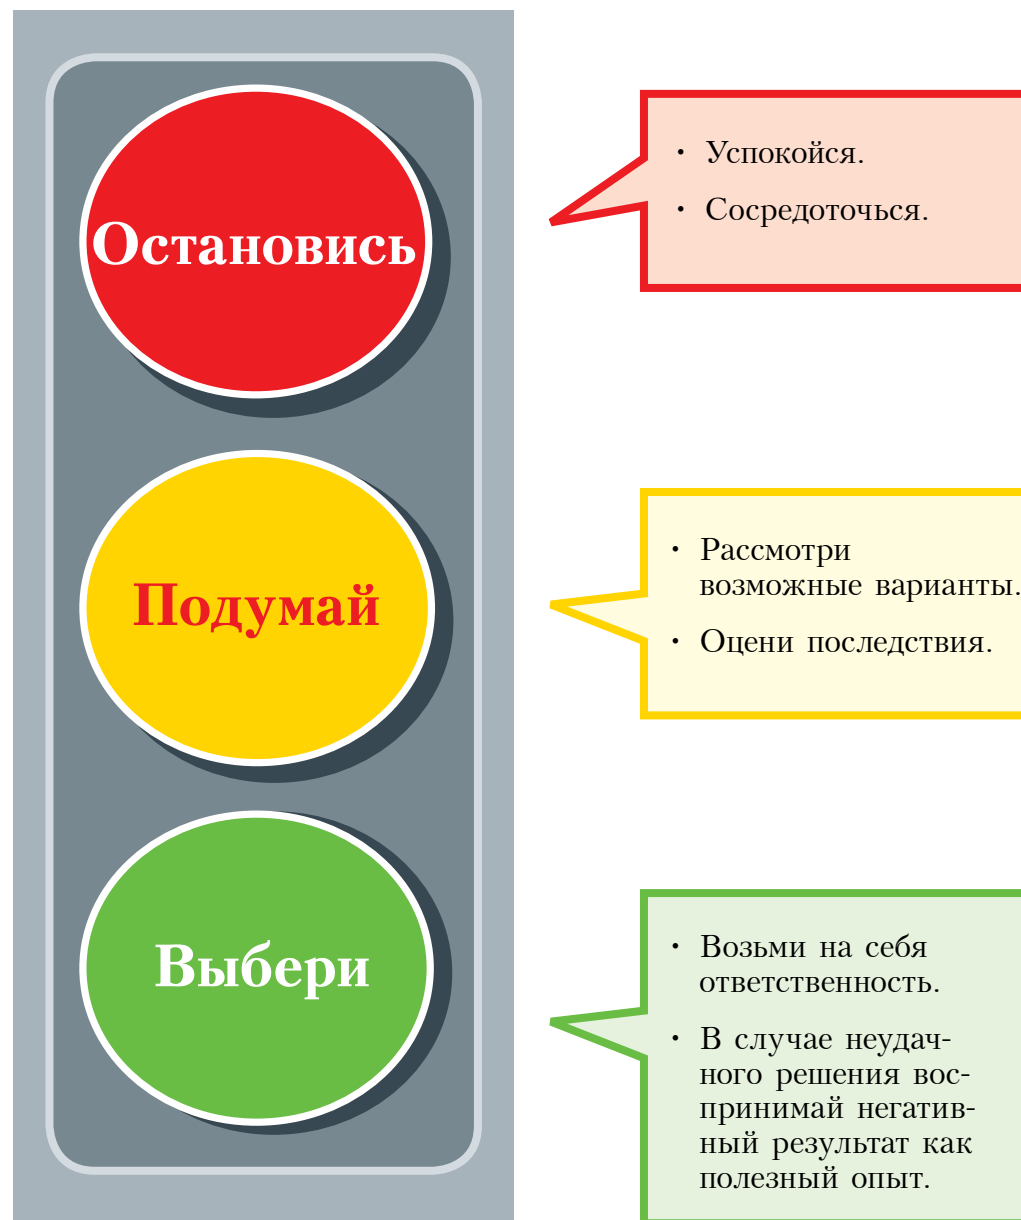 Остановись
• Успокойся.
• Сосредоточься.
Подумай
• Рассмотри
возможные варианты.
• Оцени последствия.
Выбери
• Возьми на себя
ответственность.
• В случае неудач-
ного решения вос-
принимай негатив-
ный результат как
полезный опыт.